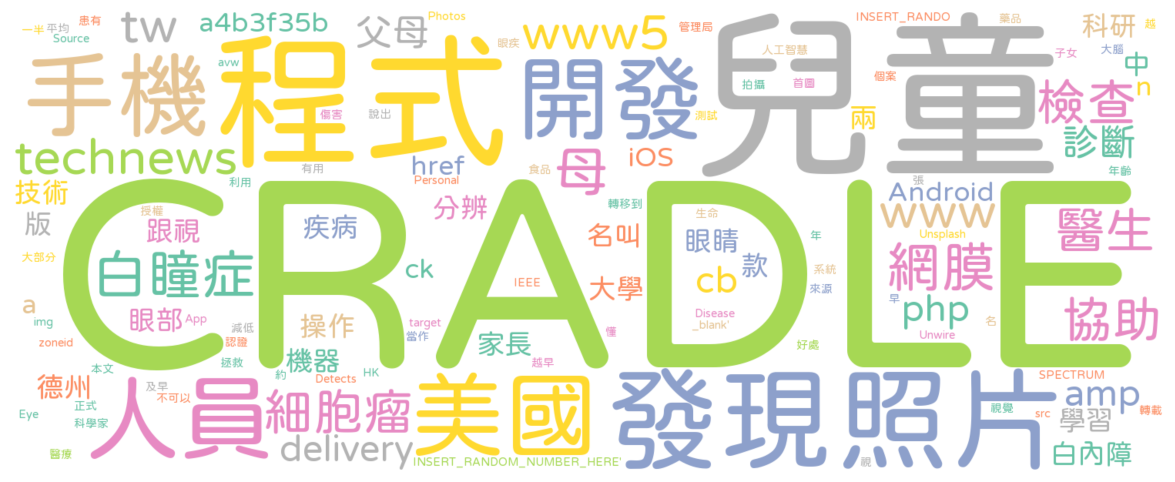 一半 平均 患有 tw a4b3f35b 父母 Photos www5 管理局 INSERT_RANDO 藥品 科研 越
Source 眼疾 人工智慧 子女 大腦 中
手機 程式 avw 開發 兒童 拍攝 首圖 個案 n
傷害 說出 測試 兩 檢查
technews 有用 href 食品 母 iOS 診斷
技術 利用 Personal 轉移到 Android 年齡
版 授權 跟視 疾病 分辨 生命 www 醫生
白瞳症 CRADLE 名叫 眼睛 款 Unsplash 年 網膜
大部分 ck IEEE 大學 cb 系統 來源
a 眼部 App 操作 target 懂 Disease 早 php 名 協助
img 減低 當作 _blank' Unwire
zoneid 認證 機器 家長 越早 好處
本文 拯救 約 HK
德州 及早 Detects SPECTRUM
Eye 正式 不可以 人員 細胞瘤 美國 發現照片 視覺 src amp 轉載
科學家 學習
醫療 delivery INSERT_RANDOM_NUMBER_HERE' 視 白內障
張